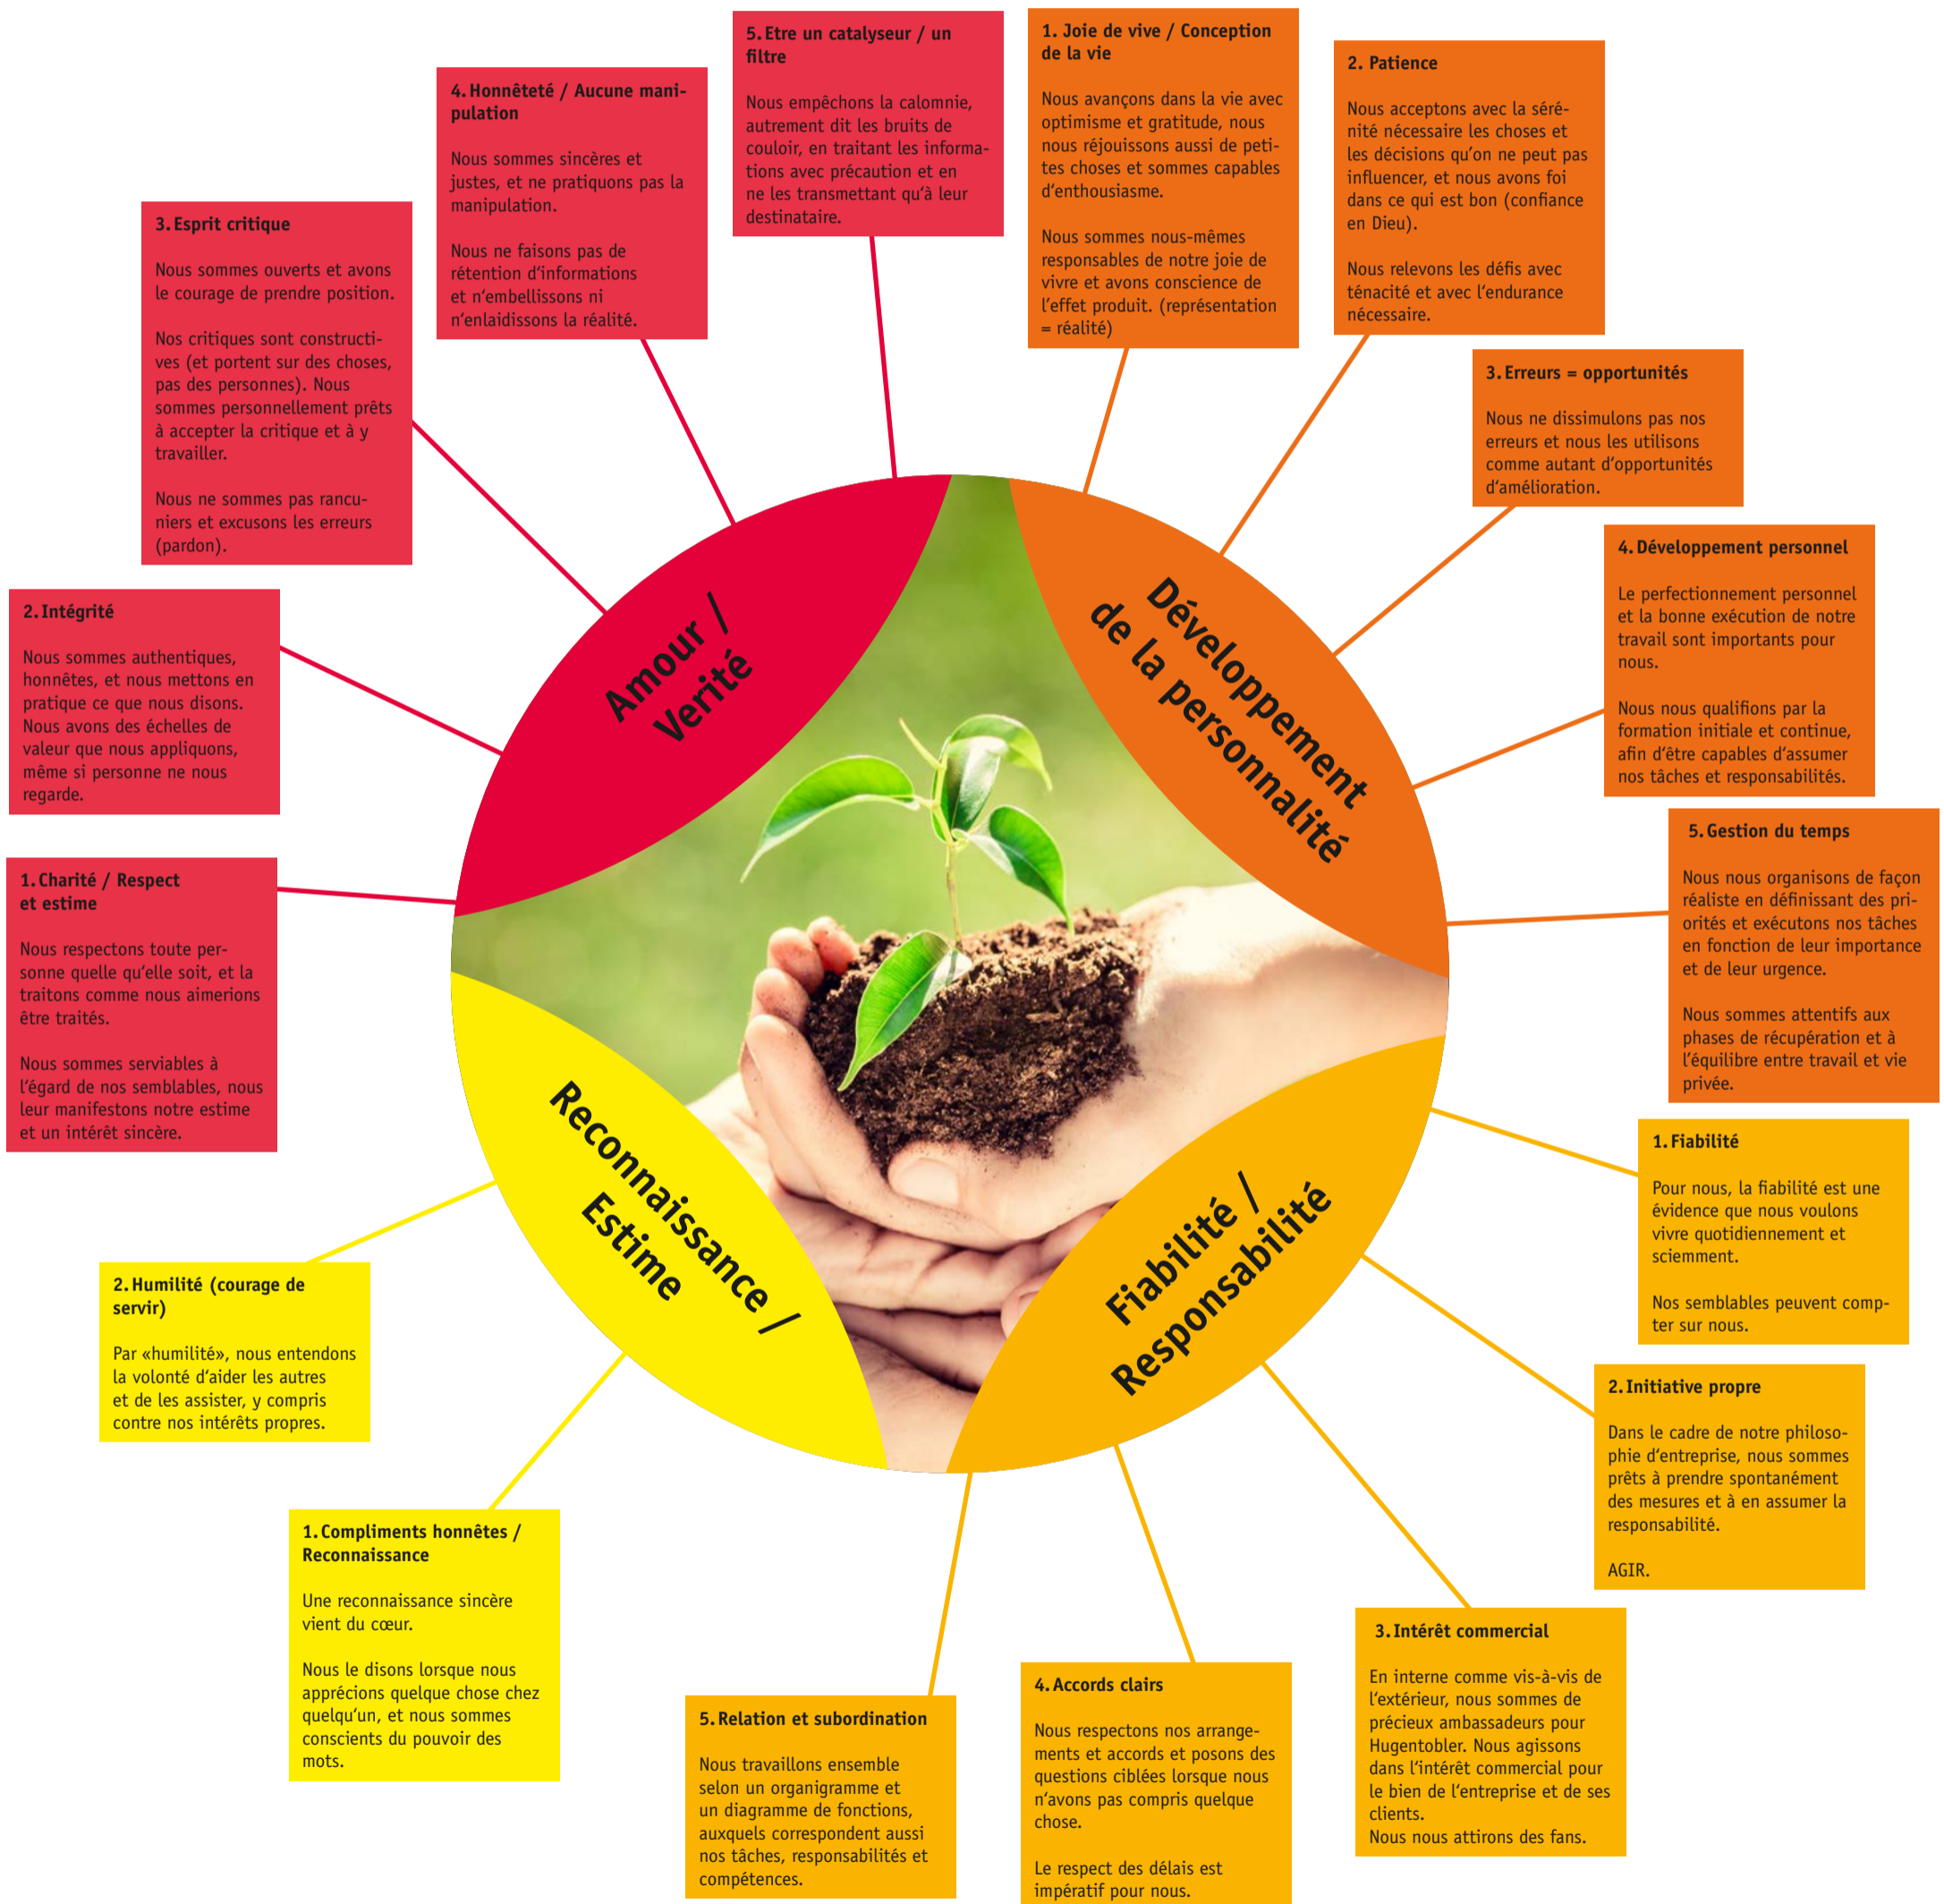 5. Etre un catalyseur / un
filtre
Nous empêchons la calomnie,
autrement dit les bruits de
couloir, en traitant les informa-
tions avec précaution et en
ne les transmettant qu‘à leur
destinataire.
1. Joie de vive / Conception
de la vie
Nous avançons dans la vie avec
optimisme et gratitude, nous
nous réjouissons aussi de peti-
tes choses et sommes capables
d‘enthousiasme.
Nous sommes nous-mêmes
responsables de notre joie de
vivre et avons conscience de
l‘effet produit. (représentation
= réalité)
2. Patience
Nous acceptons avec la séré-
nité nécessaire les choses et
les décisions qu‘on ne peut pas
influencer, et nous avons foi
dans ce qui est bon (confiance
en Dieu).
Nous relevons les défis avec
ténacité et avec l‘endurance
nécessaire.
4. Honnêteté / Aucune mani-
pulation
Nous sommes sincères et
justes, et ne pratiquons pas la
manipulation.
Nous ne faisons pas de
rétention d‘informations
et n‘embellissons ni
n‘enlaidissons la réalité.
3. Esprit critique
Nous sommes ouverts et avons
le courage de prendre position.
Nos critiques sont constructi-
ves (et portent sur des choses,
pas des personnes). Nous
sommes personnellement prêts
à accepter la critique et à y
travailler.
Nous ne sommes pas rancu-
niers et excusons les erreurs
(pardon).
3. Erreurs = opportunités
Nous ne dissimulons pas nos
erreurs et nous les utilisons
comme autant d‘opportunités
d‘amélioration.
4. Développement personnel
Le perfectionnement personnel
et la bonne exécution de notre
travail sont importants pour
nous.
Nous nous qualifions par la
formation initiale et continue,
afin d‘être capables d‘assumer
nos tâches et responsabilités.
2. Intégrité
Nous sommes authentiques,
honnêtes, et nous mettons en
pratique ce que nous disons.
Nous avons des échelles de
valeur que nous appliquons,
même si personne ne nous
regarde.
Amour /
Verité
Développement
de la personnalité
5. Gestion du temps
Nous nous organisons de façon
réaliste en définissant des pri-
orités et exécutons nos tâches
en fonction de leur importance
et de leur urgence.
Nous sommes attentifs aux
phases de récupération et à
l‘équilibre entre travail et vie
privée.
1. Charité / Respect
et estime
Nous respectons toute per-
sonne quelle qu‘elle soit, et la
traitons comme nous aimerions
être traités.
Nous sommes serviables à
l‘égard de nos semblables, nous
leur manifestons notre estime
et un intérêt sincère.
Reconnaissance /
Estime
Fiabilité /
Responsabilité
1. Fiabilité
Pour nous, la fiabilité est une
évidence que nous voulons
vivre quotidiennement et
sciemment.
Nos semblables peuvent comp-
ter sur nous.
2. Humilité (courage de
servir)
Par «humilité», nous entendons
la volonté d‘aider les autres
et de les assister, y compris
contre nos intérêts propres.
2. Initiative propre
Dans le cadre de notre philoso-
phie d‘entreprise, nous sommes
prêts à prendre spontanément
des mesures et à en assumer la
responsabilité.
AGIR.
1. Compliments honnêtes /
Reconnaissance
Une reconnaissance sincère
vient du cœur.
Nous le disons lorsque nous
apprécions quelque chose chez
quelqu‘un, et nous sommes
conscients du pouvoir des
mots.
3. Intérêt commercial
En interne comme vis-à-vis de
l‘extérieur, nous sommes de
précieux ambassadeurs pour
Hugentobler. Nous agissons
dans l‘intérêt commercial pour
le bien de l‘entreprise et de ses
clients.
Nous nous attirons des fans.
4. Accords clairs
Nous respectons nos arrange-
ments et accords et posons des
questions ciblées lorsque nous
n‘avons pas compris quelque
chose.
Le respect des délais est
impératif pour nous.
5. Relation et subordination
Nous travaillons ensemble
selon un organigramme et
un diagramme de fonctions,
auxquels correspondent aussi
nos tâches, responsabilités et
compétences.